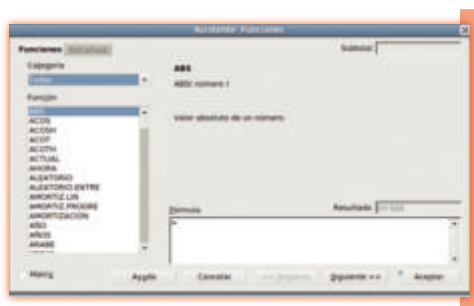 Asistente: Funciones
Funciones Estructura
Subtotal
Categoría
Todas
ABS
ABS( número )
Función
ABS
ACOS
ACOSH
ACOT
ACOTH
ACTUAL
AHORA
ALEATORIO
ALEATORIO.ENTRE
AMORTIZ.LIN
AMORTIZ.PROGRE
AMORTIZACION
AÑO
AÑOS
ARABE
Valor absoluto de un número.
Fórmula
Resultado
=
Matriz
Ayuda
Cancelar
<< Regresar
Siguiente >>
Aceptar